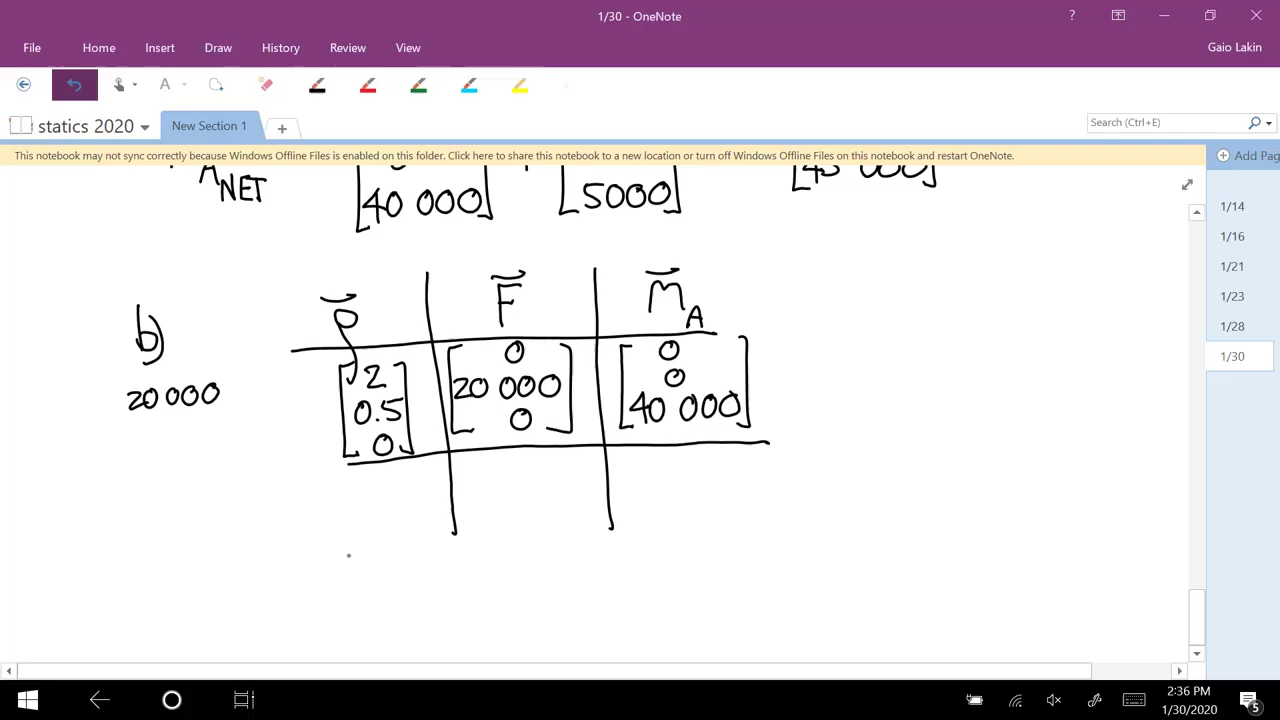 1/30 - OneNote
?
File Home Insert Draw History Review View
Gaio Lakin
A
statics 2020
New Section 1
+
Search (Ctrl+E)
This notebook may not sync correctly because Windows Offline Files is enabled on this folder. Click here to share this notebook to a new location or turn off Windows Offline Files on this notebook and restart OneNote.
Add Pag
1/14
1/16
1/21
1/23
1/28
1/30
A NET
40 000
5000
b)
20 000
ρ F M A
2
0.5
0
0
20 000
0
0
0
40 000
2:36 PM
1/30/2020
5